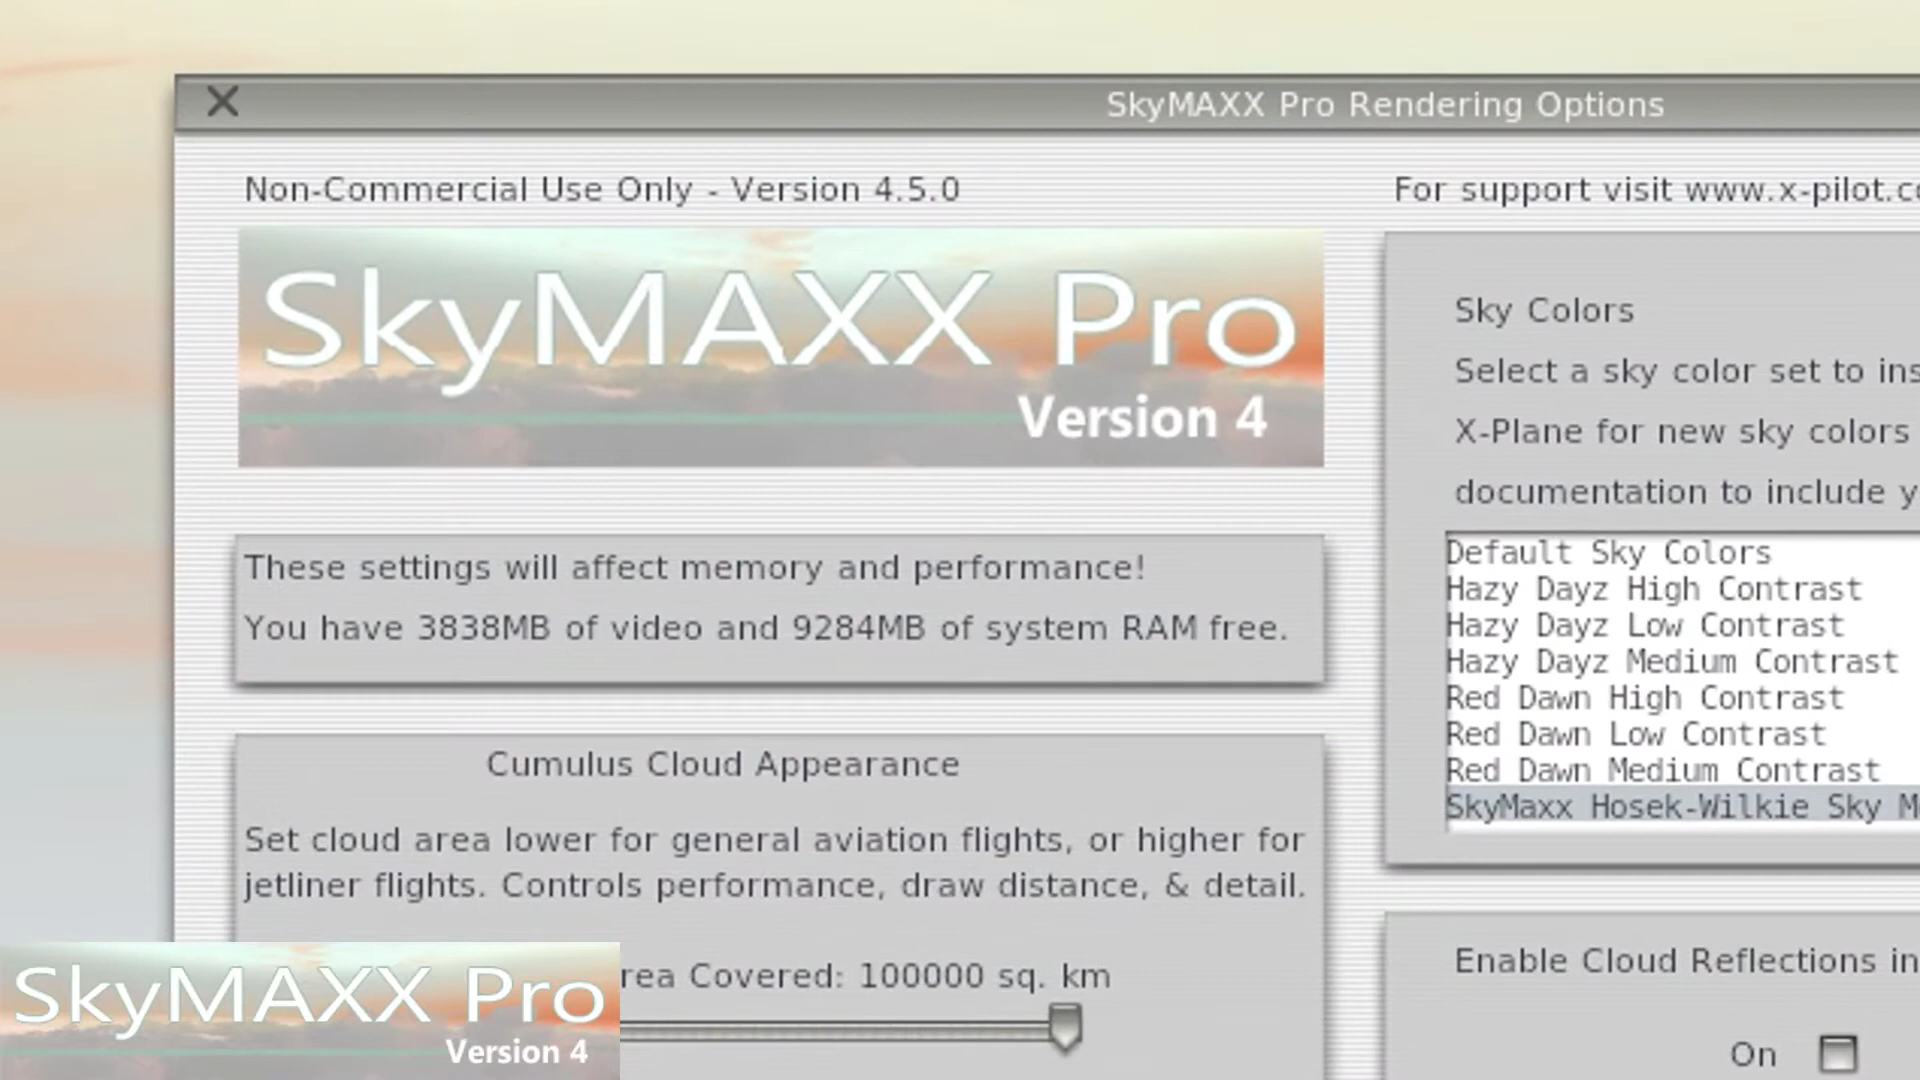 SkyMAXX Pro Rendering Options
Non-Commercial Use Only - Version 4.5.0
For support visit
SkyMAXX Pro
Version 4
These settings will affect memory and performance!
You have 3838MB of video and 9284MB of system RAM free.
Cumulus Cloud Appearance
Set cloud area lower for general aviation flights, or higher for
jetliner flights. Controls performance, draw distance, & detail.
Covered: 100000 sq. km
Sky Colors
Select a sky color set to
X-Plane for new sky colors
documentation to include
Default Sky Colors
Hazy Dayz High Contrast
Hazy Dayz Low Contrast
Hazy Dayz Medium Contrast
Red Dawn High Contrast
Red Dawn Low Contrast
Red Dawn Medium Contrast
SkyMaxx Hosek-Wilkie Sky
Enable Cloud Reflections in
On
SkyMAXX Pro
Version 4